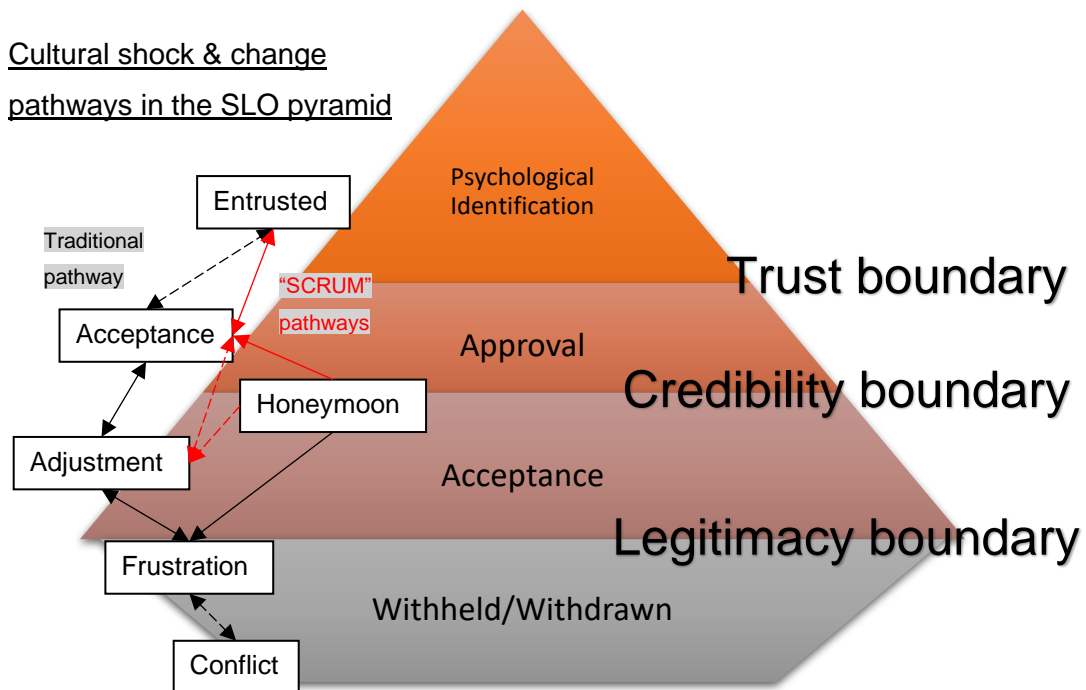 Cultural shock & change
pathways in the SLO pyramid
Psychological
Identification
Entrusted
Traditional
pathway
“SCRUM”
pathways
Trust boundary
Acceptance
Approval
Credibility boundary
Honeymoon
Adjustment
Acceptance
Legitimacy boundary
Frustration
Withheld/Withdrawn
Conflict